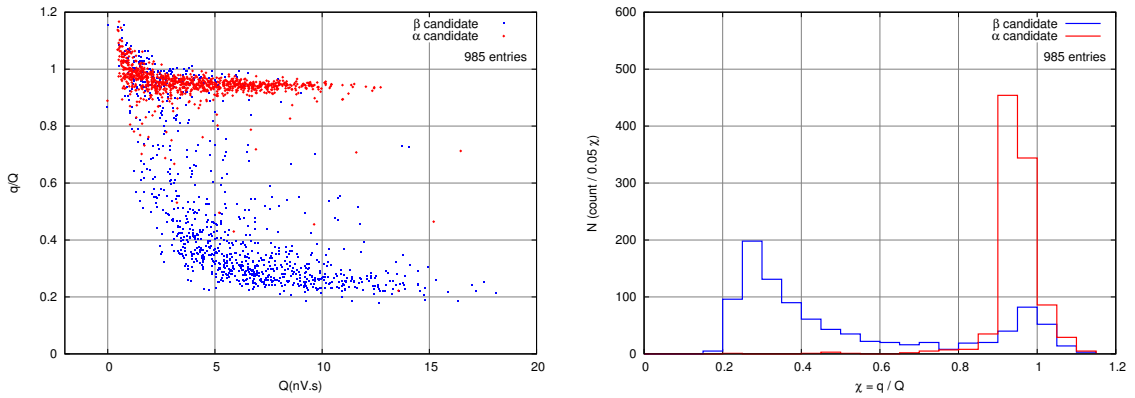 1.2
1
0.8
0.6
0.4
0.2
0
0
5
10
15
20
q/Q
Q(nV.s)
β candidate
α candidate
985 entries
600
500
400
300
200
100
0
0
0.2
0.4
0.6
0.8
1
1.2
N (count / 0.05 χ)
χ = q / Q
β candidate
α candidate
985 entries